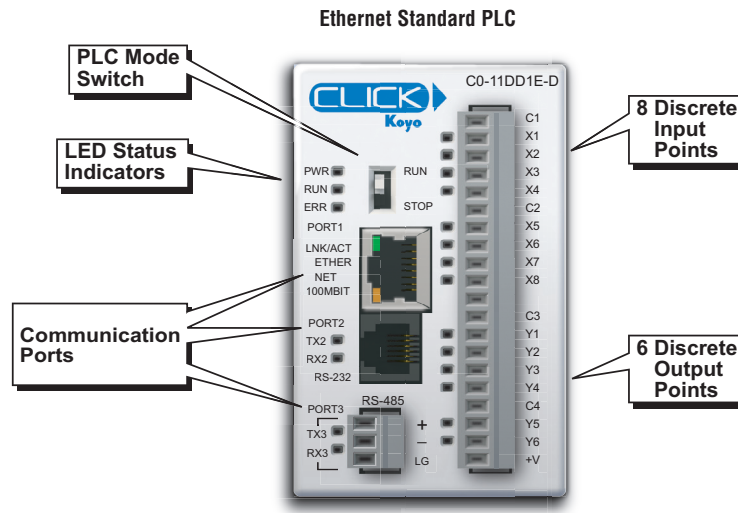 Ethernet Standard PLC
PLC Mode
Switch
LED Status
Indicators
Communication
Ports
CLICK
Koyo
C0-11DD1E-D
PWR
RUN
ERR
RUN
STOP
PORT1
LNK/ACT
ETHER
NET
100MBIT
PORT2
TX2
RX2
RS-232
PORT3
RS-485
TX3
RX3
+
–
LG
C1
X1
X2
X3
X4
C2
X5
X6
X7
X8
C3
Y1
Y2
Y3
Y4
C4
Y5
Y6
+V
8 Discrete
Input
Points
6 Discrete
Output
Points